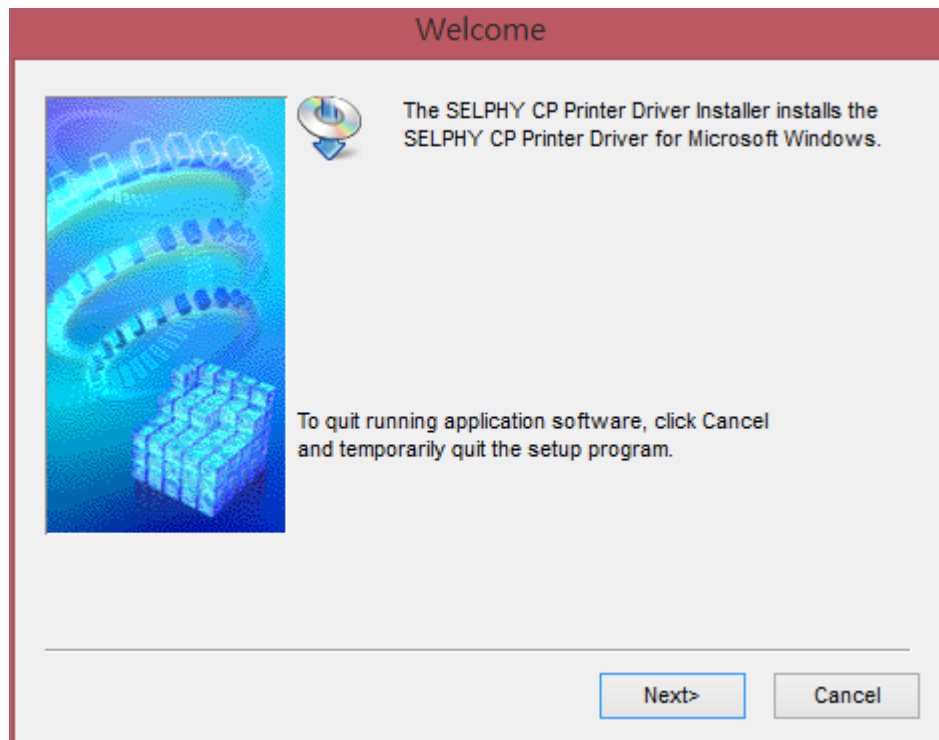 Welcome
The SELPHY CP Printer Driver Installer installs the
SELPHY CP Printer Driver for Microsoft Windows.
To quit running application software, click Cancel
and temporarily quit the setup program.
Next>
Cancel